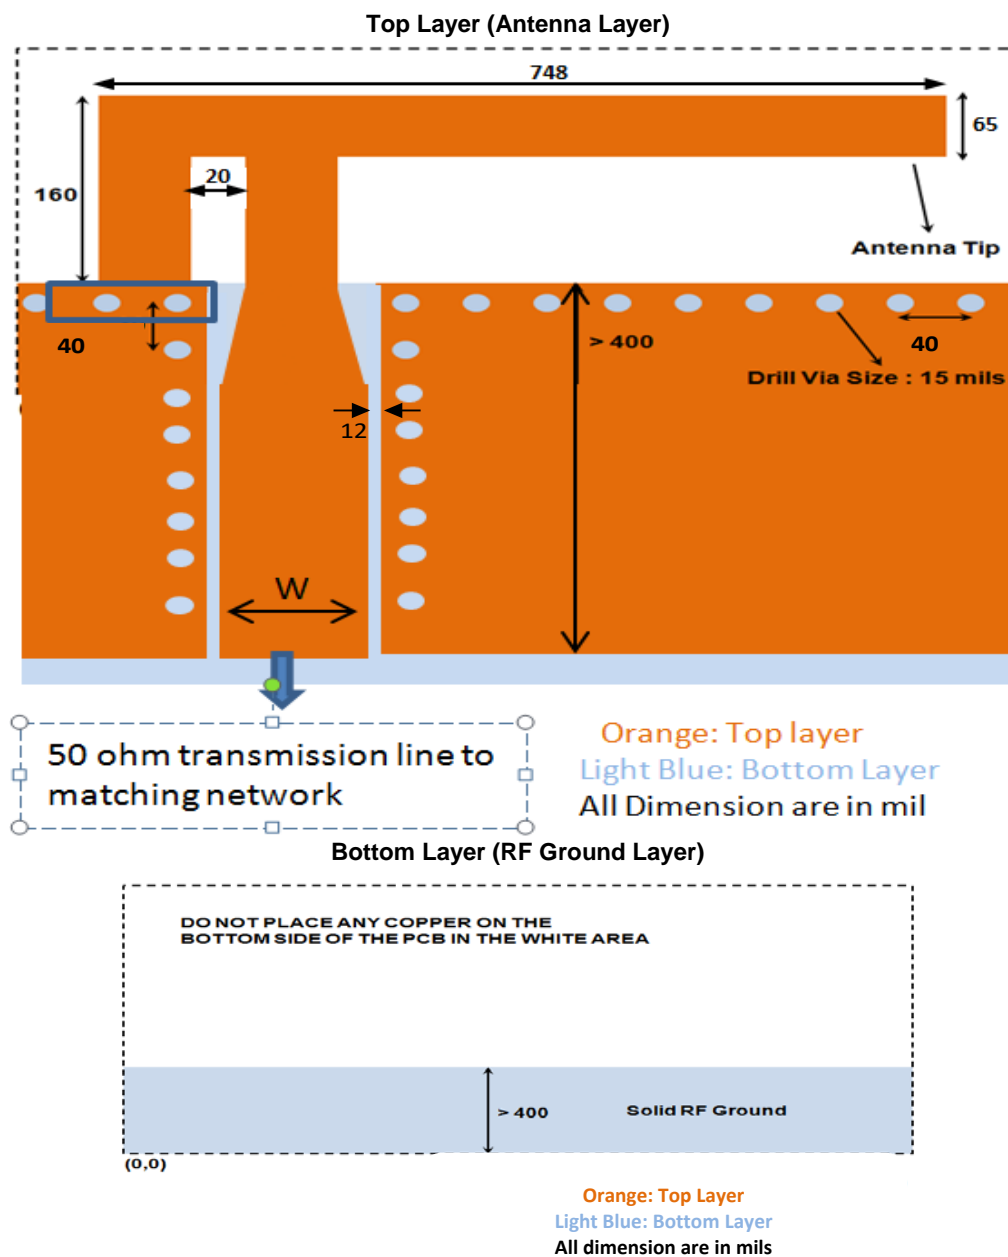 Top Layer (Antenna Layer)
748
65
20
160
Antenna Tip
40
> 400
40
Drill Via Size : 15 mils
12
W
50 ohm transmission line to
matching network
Orange: Top layer
Light Blue: Bottom Layer
All Dimension are in mil
Bottom Layer (RF Ground Layer)
DO NOT PLACE ANY COPPER ON THE
BOTTOM SIDE OF THE PCB IN THE WHITE AREA
> 400
Solid RF Ground
(0,0)
Orange: Top Layer
Light Blue: Bottom Layer
All dimension are in mils